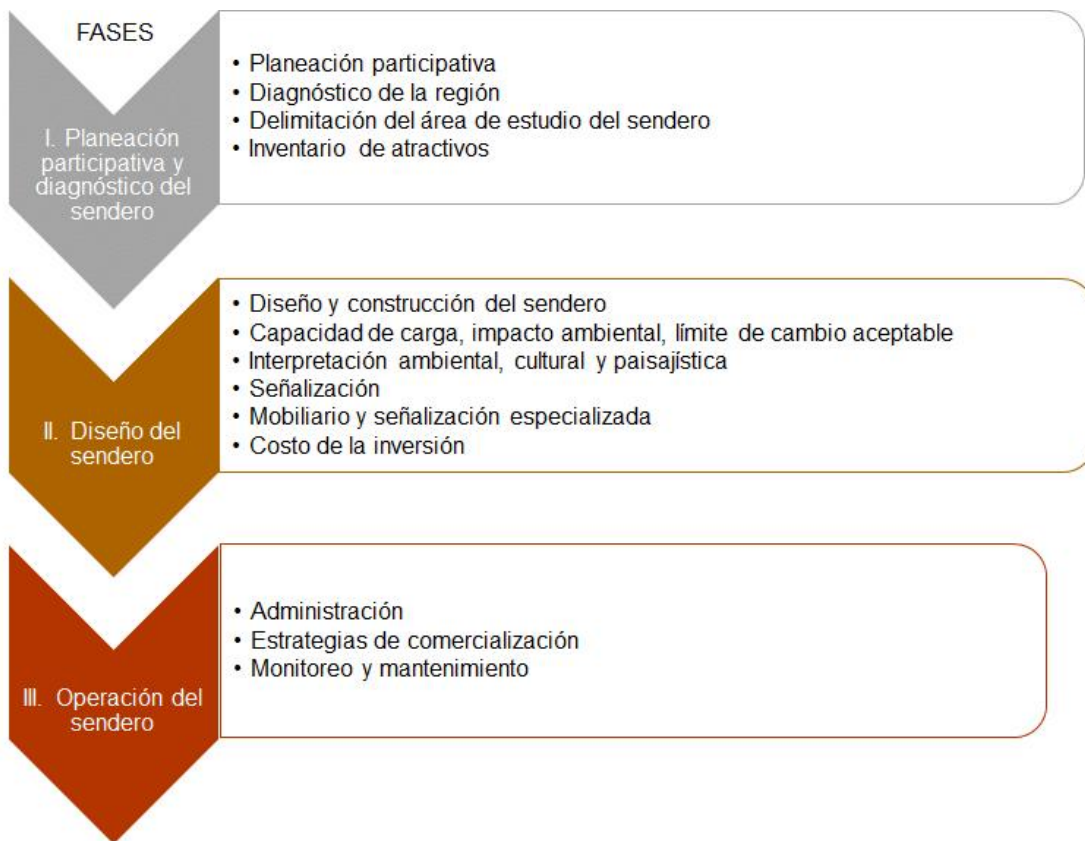 FASES
I. Planeación
participativa y
diagnóstico del
sendero
• Planeación participativa
• Diagnóstico de la región
• Delimitación del área de estudio del sendero
• Inventario de atractivos
II. Diseño del
sendero
• Diseño y construcción del sendero
• Capacidad de carga, impacto ambiental, límite de cambio aceptable
• Interpretación ambiental, cultural y paisajística
• Señalización
• Mobiliario y señalización especializada
• Costo de la inversión
III. Operación del
sendero
• Administración
• Estrategias de comercialización
• Monitoreo y mantenimiento